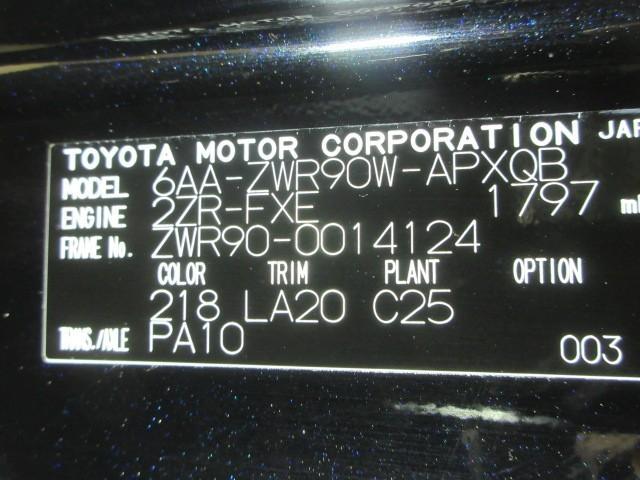 TOYOTA MOTOR CORPORATION JAP
MODEL 6AA-ZWR90W-APXQB
ENGINE 2ZR-FXE 1797 m
FRAME No. ZWR90-0014124
COLOR TRIM PLANT OPTION
218 LA20 C25
TRANS./AXLE PA10 003